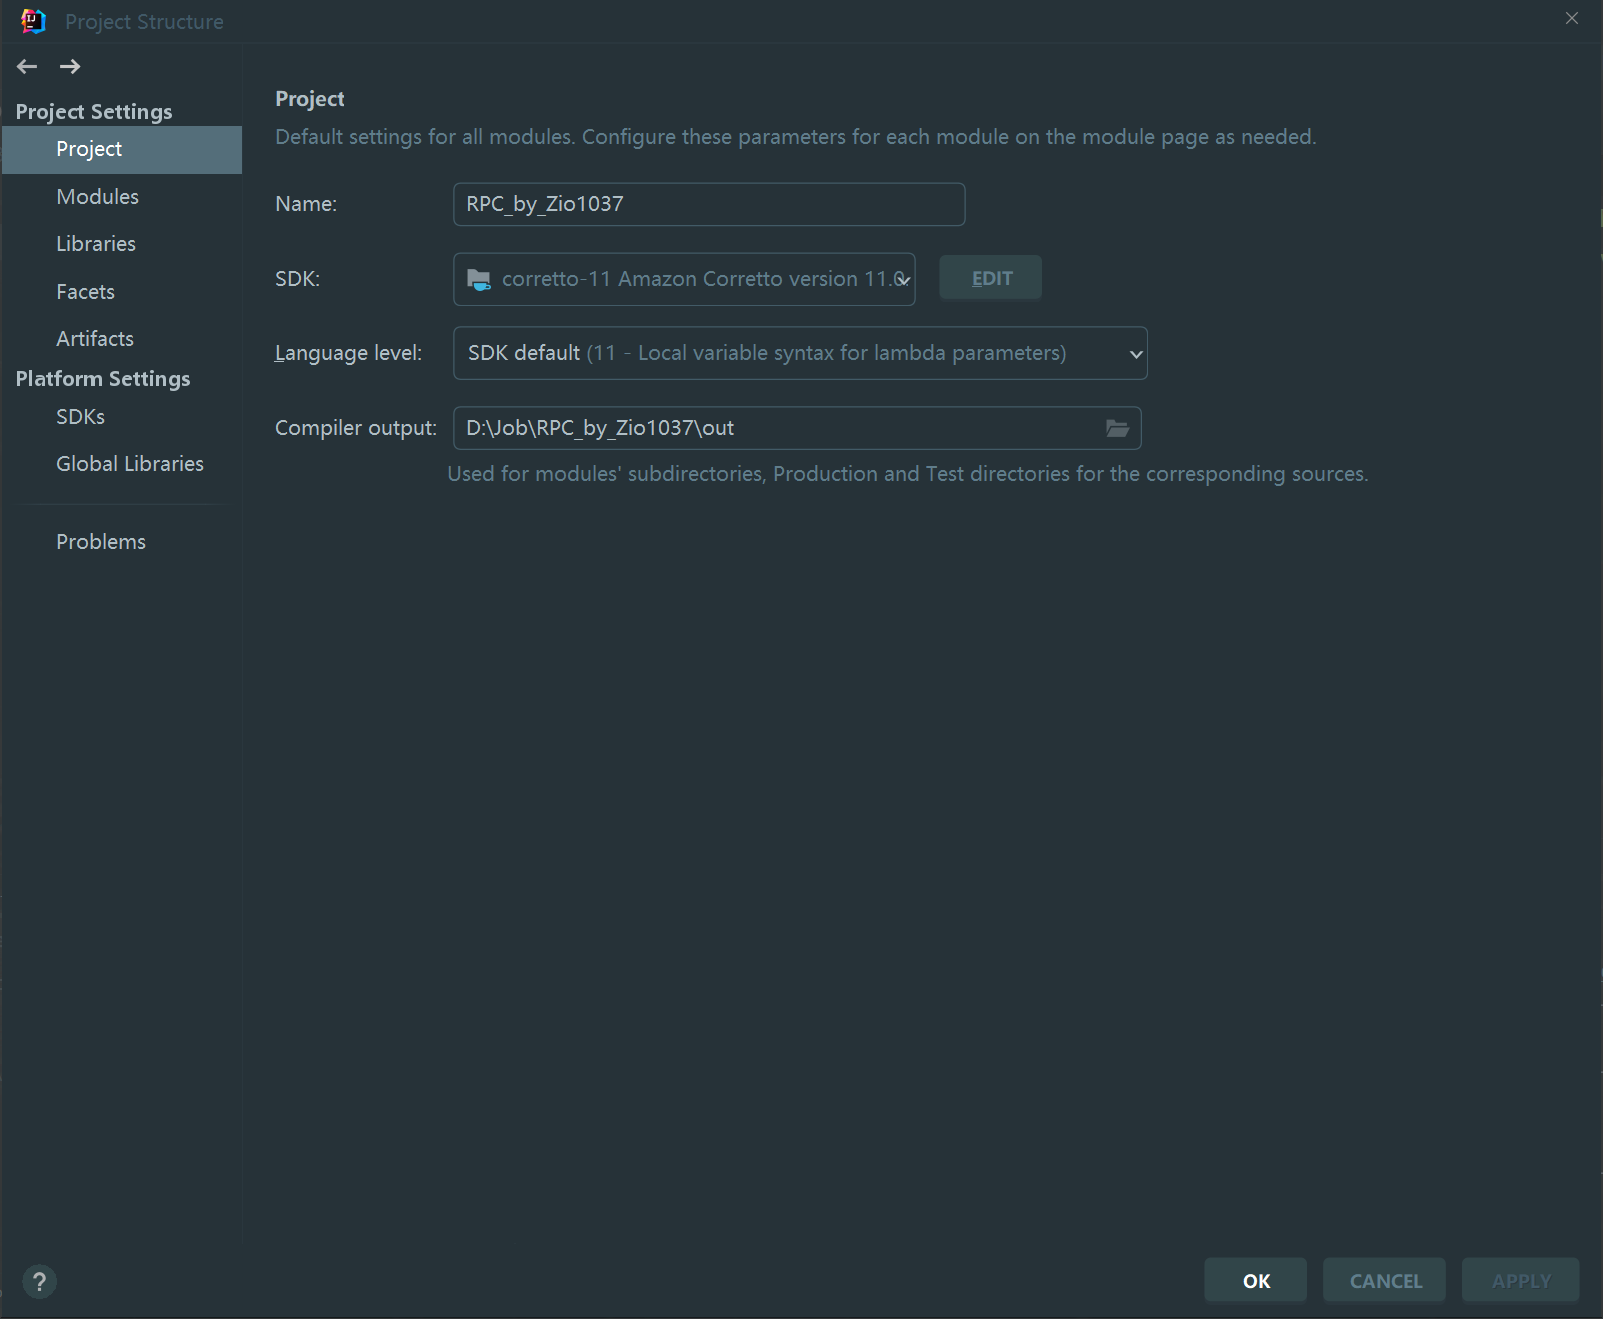 Project Structure
Project Settings
Project
Modules
Libraries
Facets
Artifacts
Platform Settings
SDKs
Global Libraries
Problems
Project
Default settings for all modules. Configure these parameters for each module on the module page as needed.
Name: RPC_by_Zio1037
SDK: corretto-11 Amazon Corretto version 11.0 EDIT
Language level: SDK default (11 - Local variable syntax for lambda parameters)
Compiler output: D:\Job\RPC_by_Zio1037\out
Used for modules' subdirectories, Production and Test directories for the corresponding sources.
? OK CANCEL APPLY